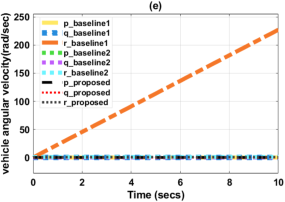 (e)
vehicle angular velocity(rad/sec)
250
200
150
100
50
0
p_baseline1
q_baseline1
r_baseline1
p_baseline2
q_baseline2
r_baseline2
p_proposed
q_proposed
r_proposed
0 2 4 6 8 10
Time (secs)